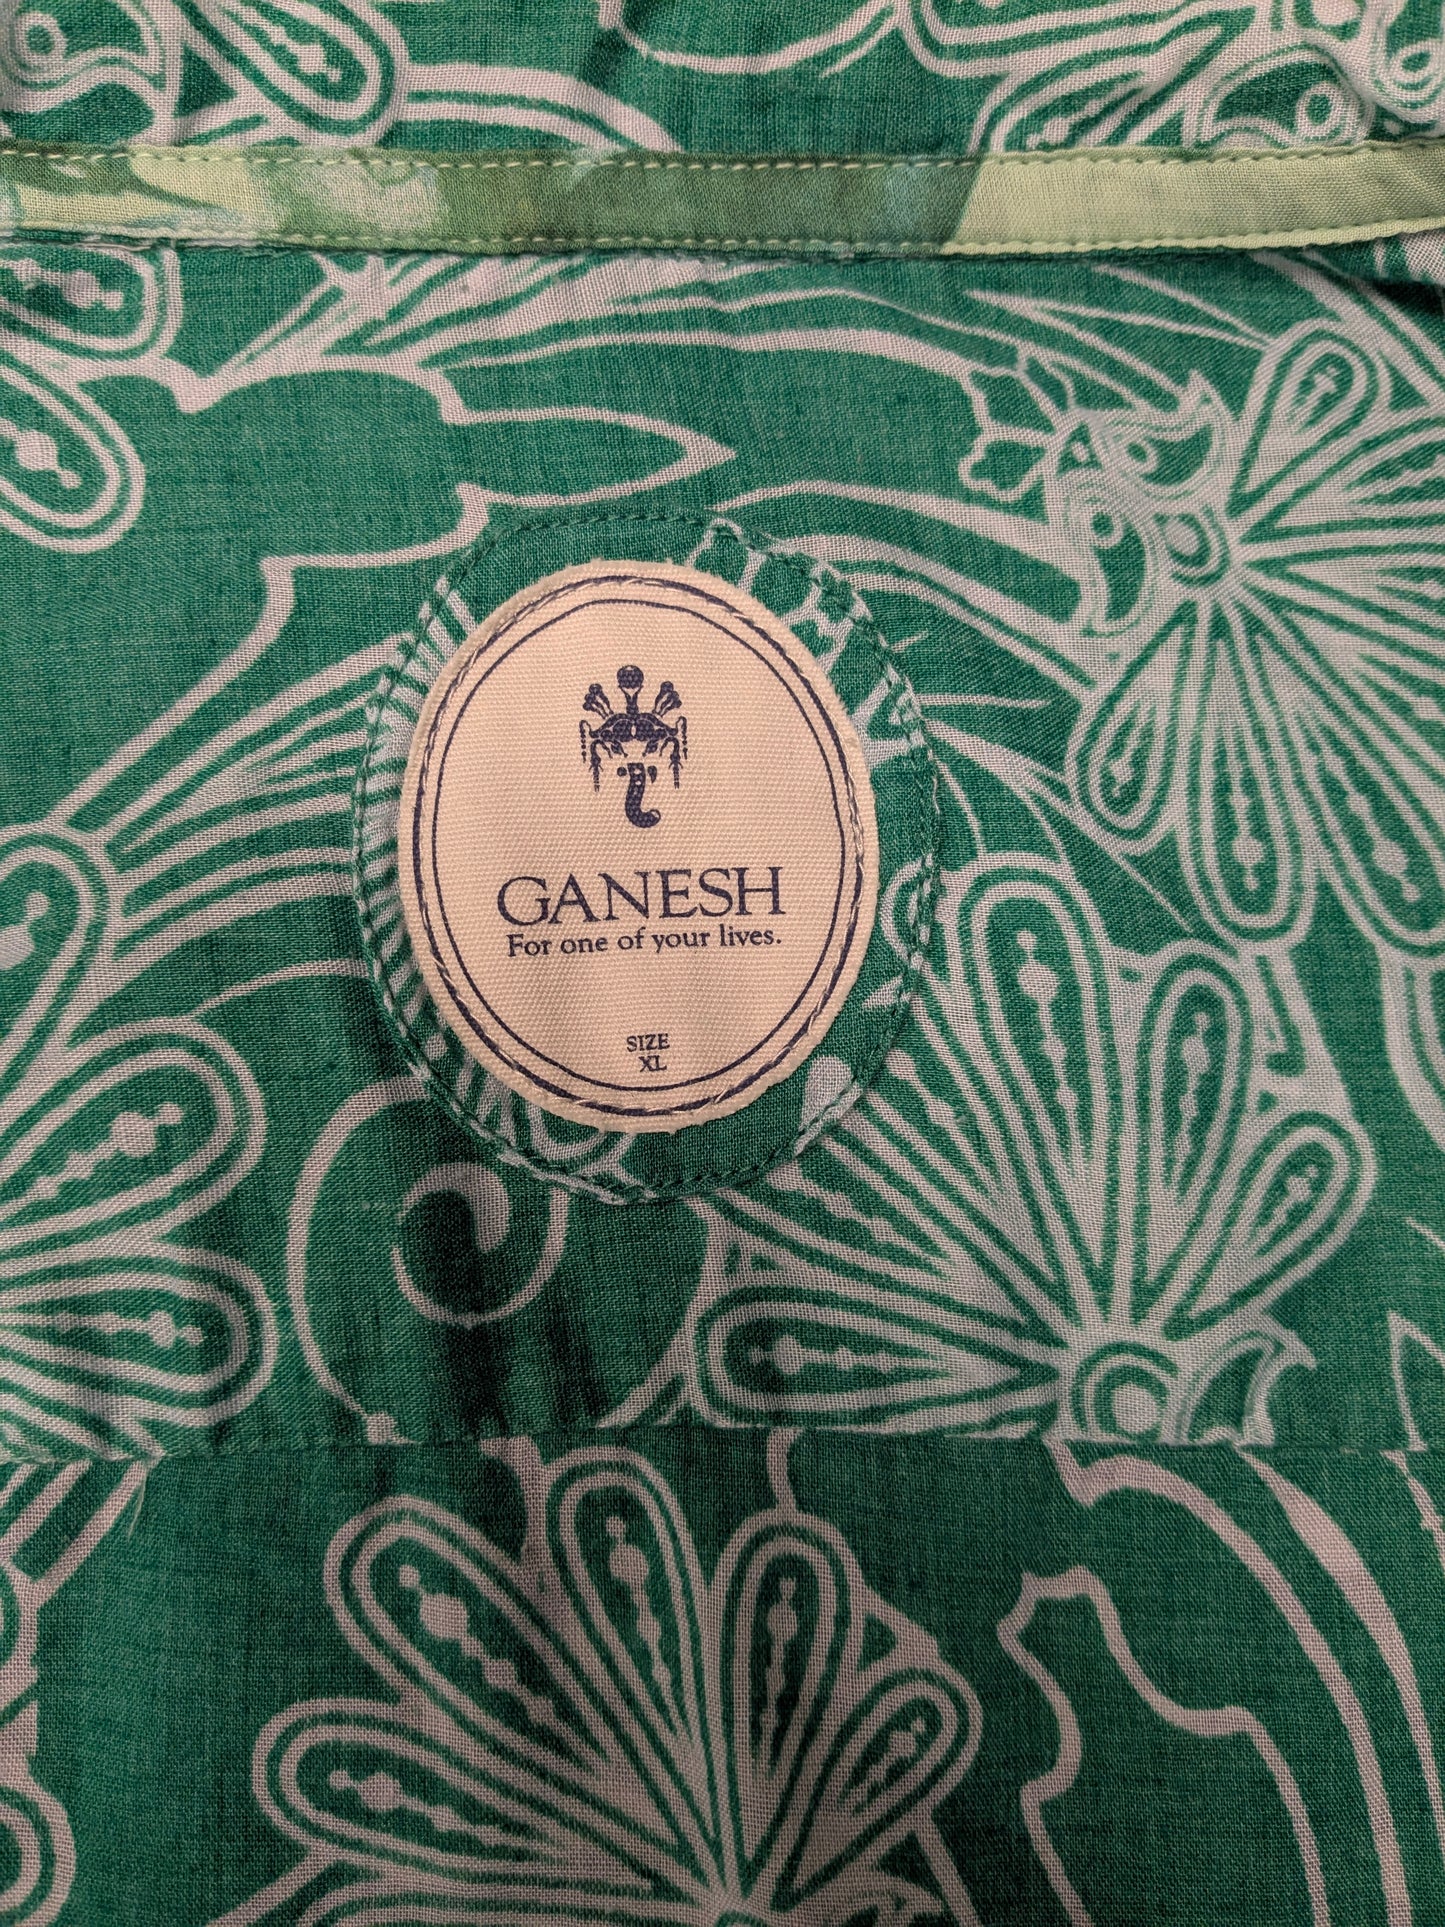 GANESH
For one of your lives.
SIZE
XL